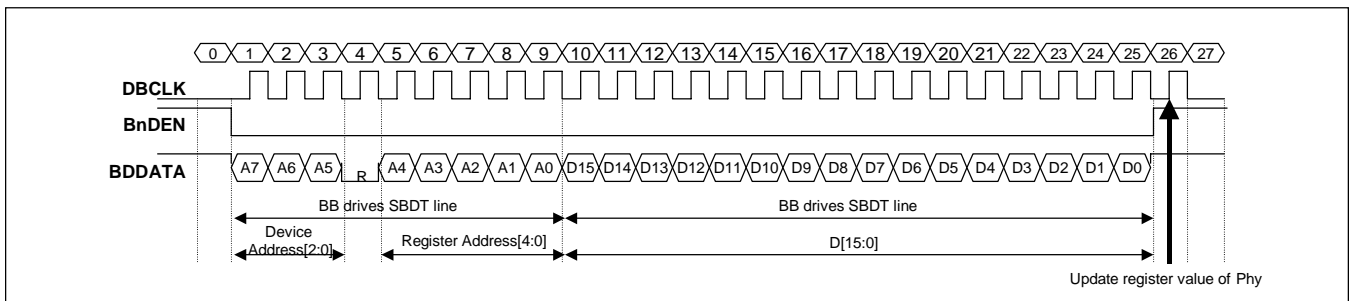 0 1 2 3 4 5 6 7 8 9 10 11 12 13 14 15 16 17 18 19 20 21 22 23 24 25 26 27
DBCLK
BnDEN
BDDATA A7 A6 A5 R A4 A3 A2 A1 A0 D15 D14 D13 D12 D11 D10 D9 D8 D7 D6 D5 D4 D3 D2 D1 D0
BB drives SBDT line BB drives SBDT line
Device
Address[2:0] Register Address[4:0] D[15:0]
Update register value of Phy